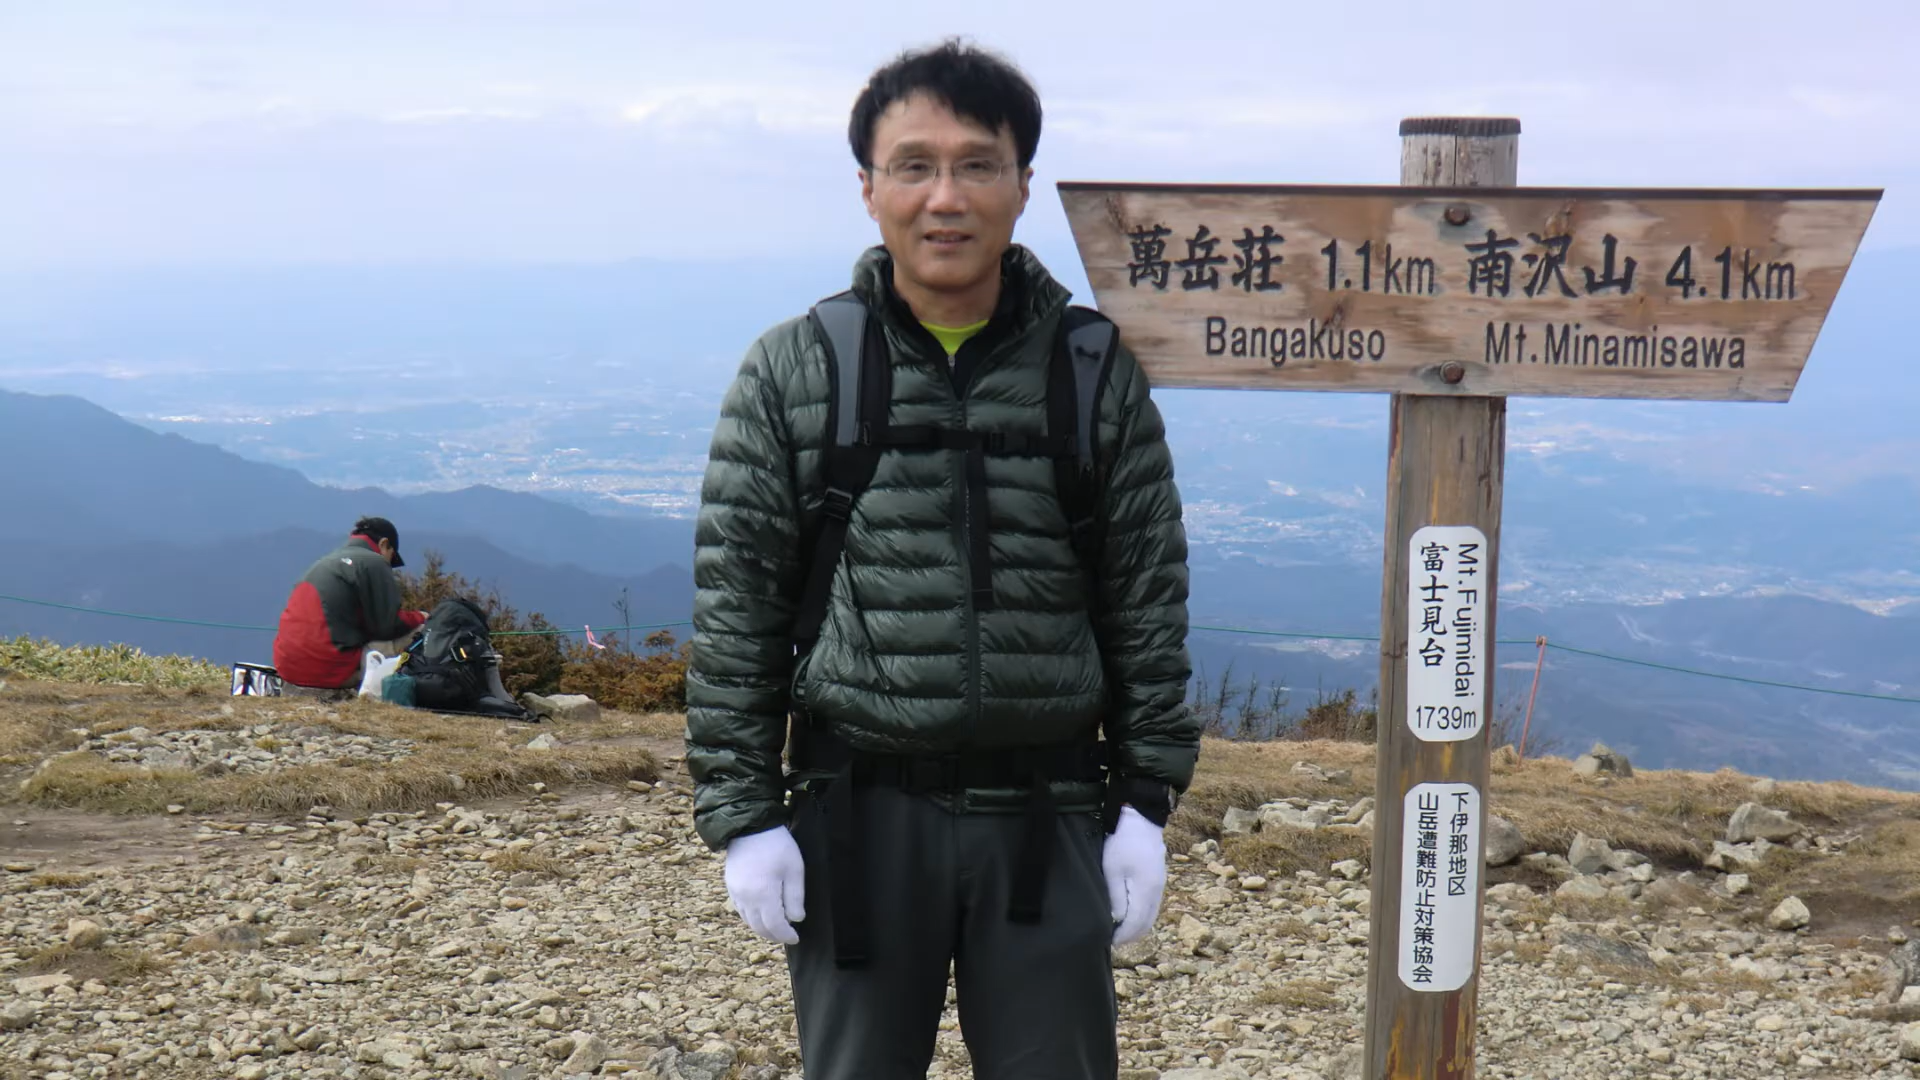 萬岳荘 1.1km 南沢山 4.1km
Bangakuso Mt.Minamisawa
Mt.Fujimidai
富士見台
1739m
下伊那地区
山岳遭難防止対策協会